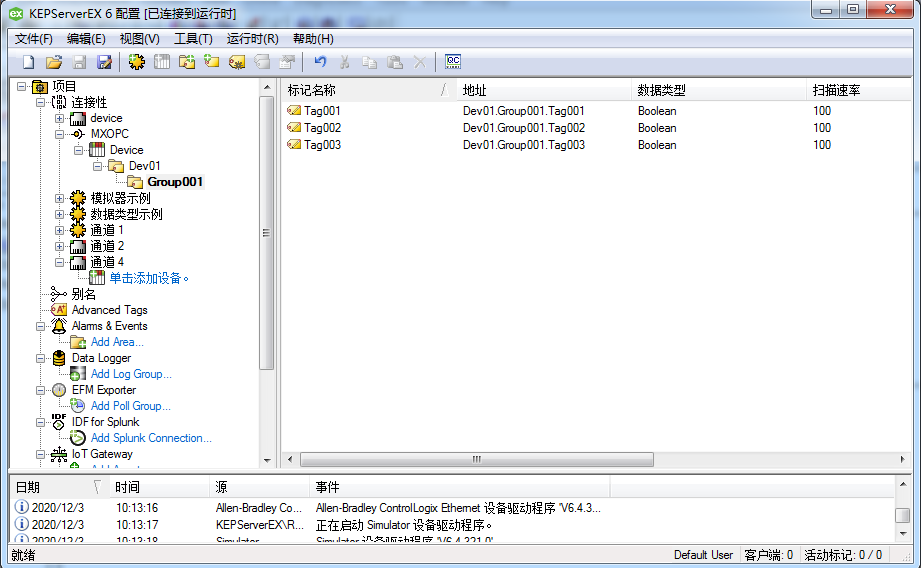 KEPServerEX 6 配置 [已连接到运行时]
文件(F) 编辑(E) 视图(V) 工具(T) 运行时(R) 帮助(H)
项目
连接性
device
MXOPC
Device
Dev01
Group001
模拟器示例
数据类型示例
通道 1
通道 2
通道 4
单击添加设备。
别名
Advanced Tags
Alarms & Events
Add Area...
Data Logger
Add Log Group...
EFM Exporter
Add Poll Group...
IDF for Splunk
Add Splunk Connection...
IoT Gateway
标记名称 地址 数据类型 扫描速率
Tag001 Dev01.Group001.Tag001 Boolean 100
Tag002 Dev01.Group001.Tag002 Boolean 100
Tag003 Dev01.Group001.Tag003 Boolean 100
日期 时间 源 事件
2020/12/3 10:13:16 Allen-Bradley Co... Allen-Bradley ControlLogix Ethernet 设备驱动程序 'V6.4.3...
2020/12/3 10:13:17 KEPServerEX\R... 正在启动 Simulator 设备驱动程序。
2020/12/3 10:13:18 Simulator Simulator 设备驱动程序 'V6.4.321.0'
就绪 Default User 客户端: 0 活动标记: 0 / 0